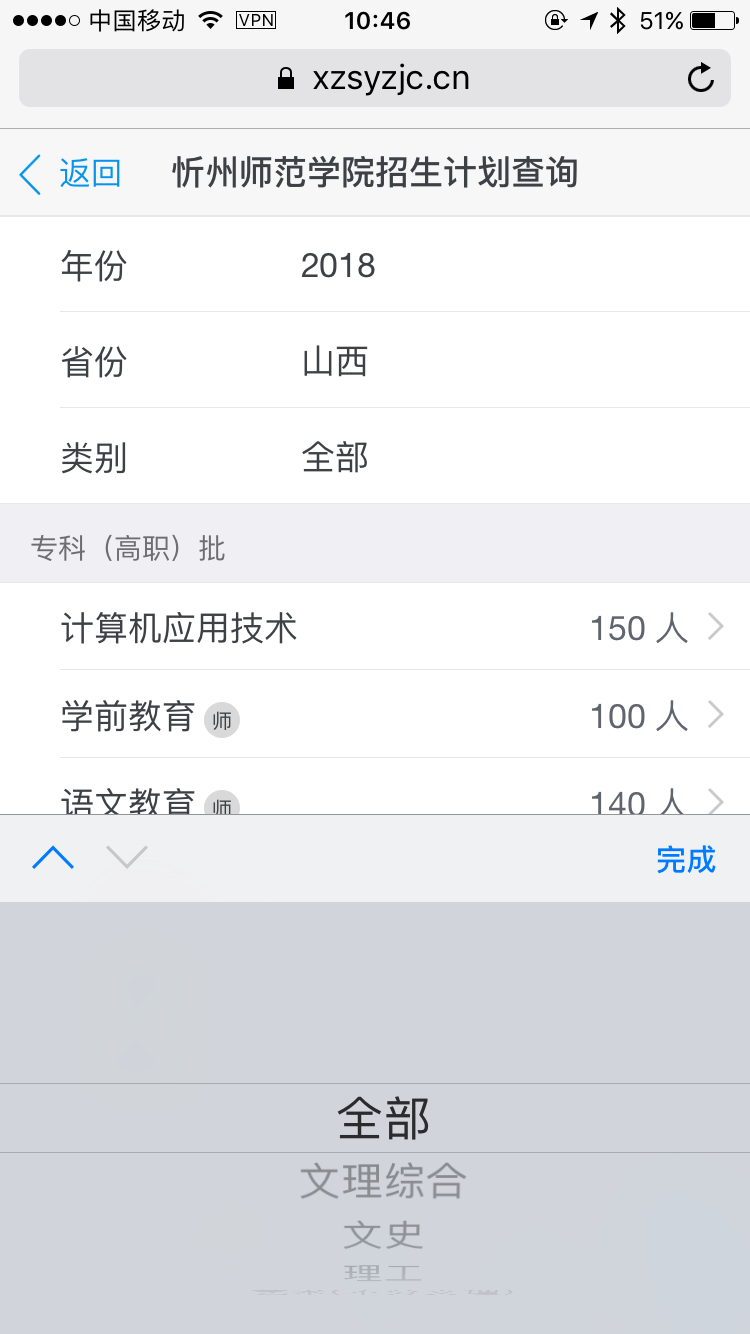 中国移动 VPN 10:46 51%
xzsyzjc.cn
返回 忻州师范学院招生计划查询
年份 2018
省份 山西
类别 全部
专科（高职）批
计算机应用技术 150 人
学前教育 师 100 人
语文教育 师 140 人
完成
全部
文理综合
文史
理工